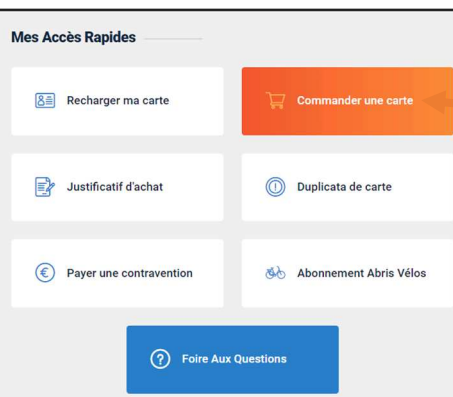 Mes Accès Rapides
Recharger ma carte
Commander une carte
Justificatif d'achat
Duplicata de carte
Payer une contravention
Abonnement Abris Vélos
Foire Aux Questions